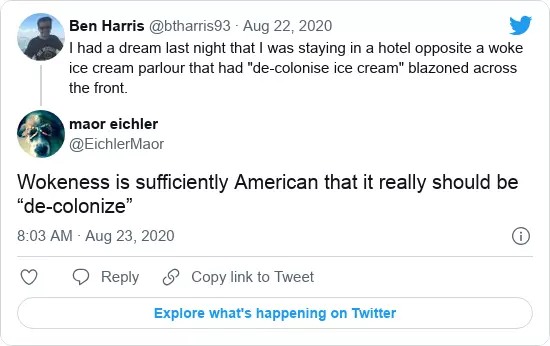 Ben Harris @btharris93 · Aug 22, 2020
I had a dream last night that I was staying in a hotel opposite a woke
ice cream parlour that had "de-colonise ice cream" blazoned across
the front.
maor eichler
@EichlerMaor
Wokeness is sufficiently American that it really should be
“de-colonize”
8:03 AM · Aug 23, 2020
Reply
Copy link to Tweet
Explore what's happening on Twitter